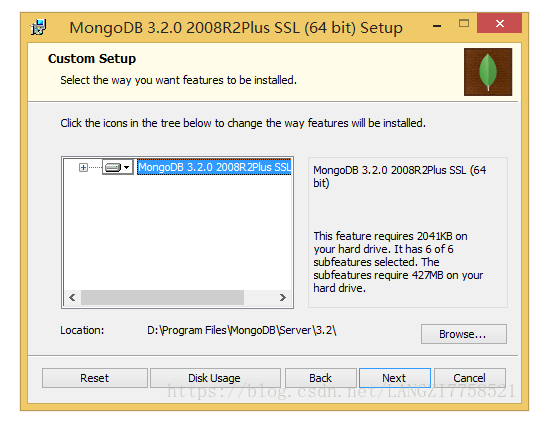 MongoDB 3.2.0 2008R2Plus SSL (64 bit) Setup
Custom Setup
Select the way you want features to be installed.
Click the icons in the tree below to change the way features will be installed.
MongoDB 3.2.0 2008R2Plus SSL
MongoDB 3.2.0 2008R2Plus SSL (64
bit)
This feature requires 2041KB on
your hard drive. It has 6 of 6
subfeatures selected. The
subfeatures require 427MB on your
hard drive.
Location: D:\Program Files\MongoDB\Server\3.2\
Browse...
Reset Disk Usage Back Next Cancel
https://blog.csdn.net/LANGZI7758521